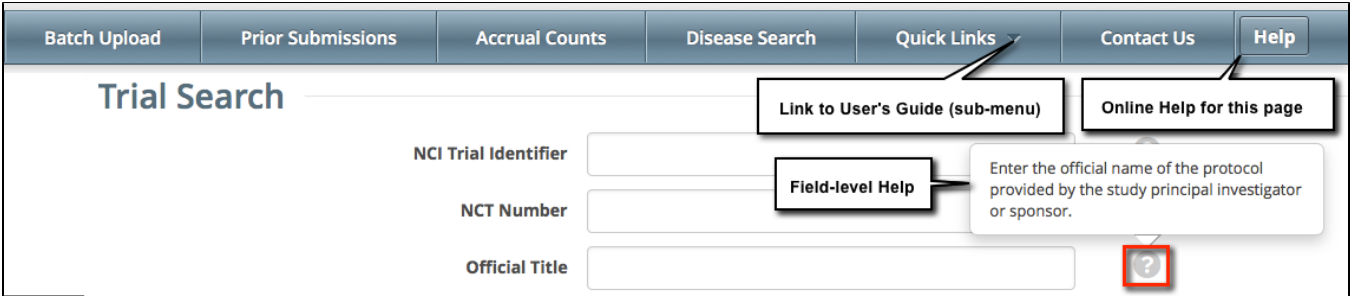 Batch Upload Prior Submissions Accrual Counts Disease Search Quick Links Contact Us Help
Trial Search
Link to User's Guide (sub-menu)
Online Help for this page
NCI Trial Identifier
Enter the official name of the protocol
provided by the study principal investigator
or sponsor.
Field-level Help
NCT Number
Official Title
?